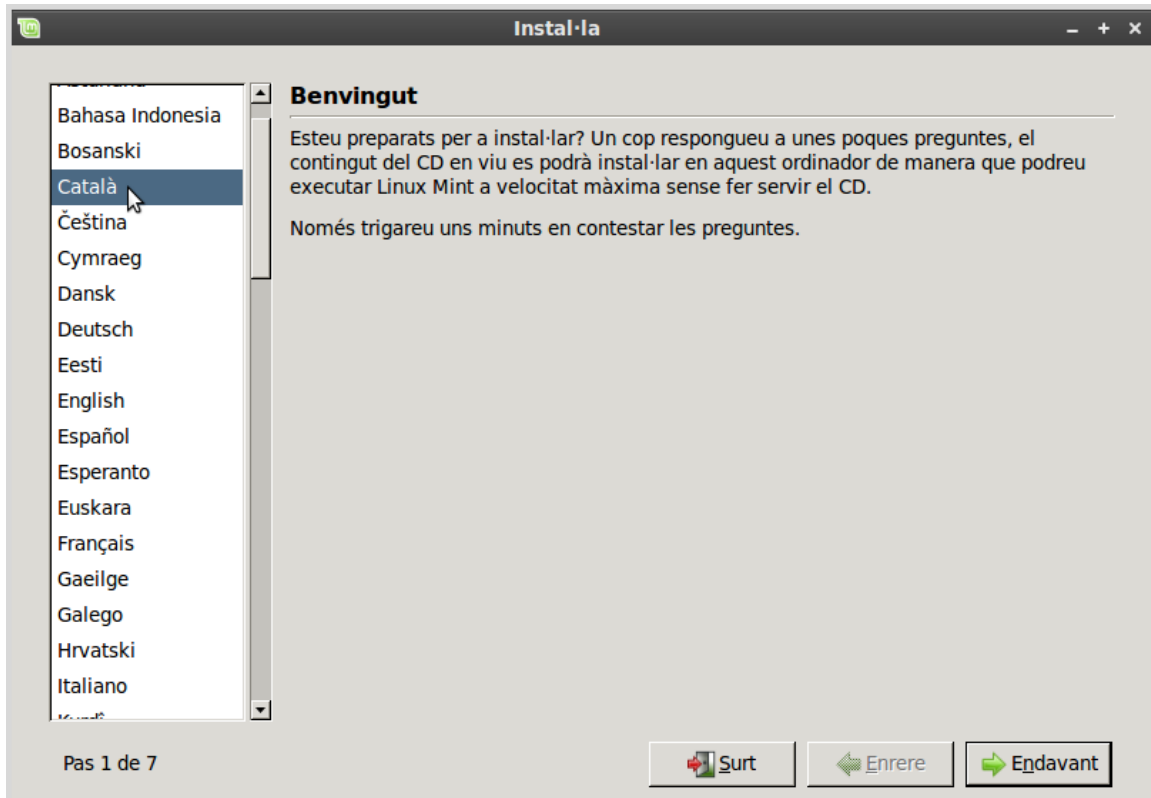 Instal·la
Bahasa Indonesia
Bosanski
Català
Čeština
Cymraeg
Dansk
Deutsch
Eesti
English
Español
Esperanto
Euskara
Français
Gaeilge
Galego
Hrvatski
Italiano
Benvingut
Esteu preparats per a instal·lar? Un cop respongueu a unes poques preguntes, el
contingut del CD en viu es podrà instal·lar en aquest ordinador de manera que podreu
executar Linux Mint a velocitat màxima sense fer servir el CD.
Només trigareu uns minuts en contestar les preguntes.
Pas 1 de 7
Surt
Enrere
Endavant